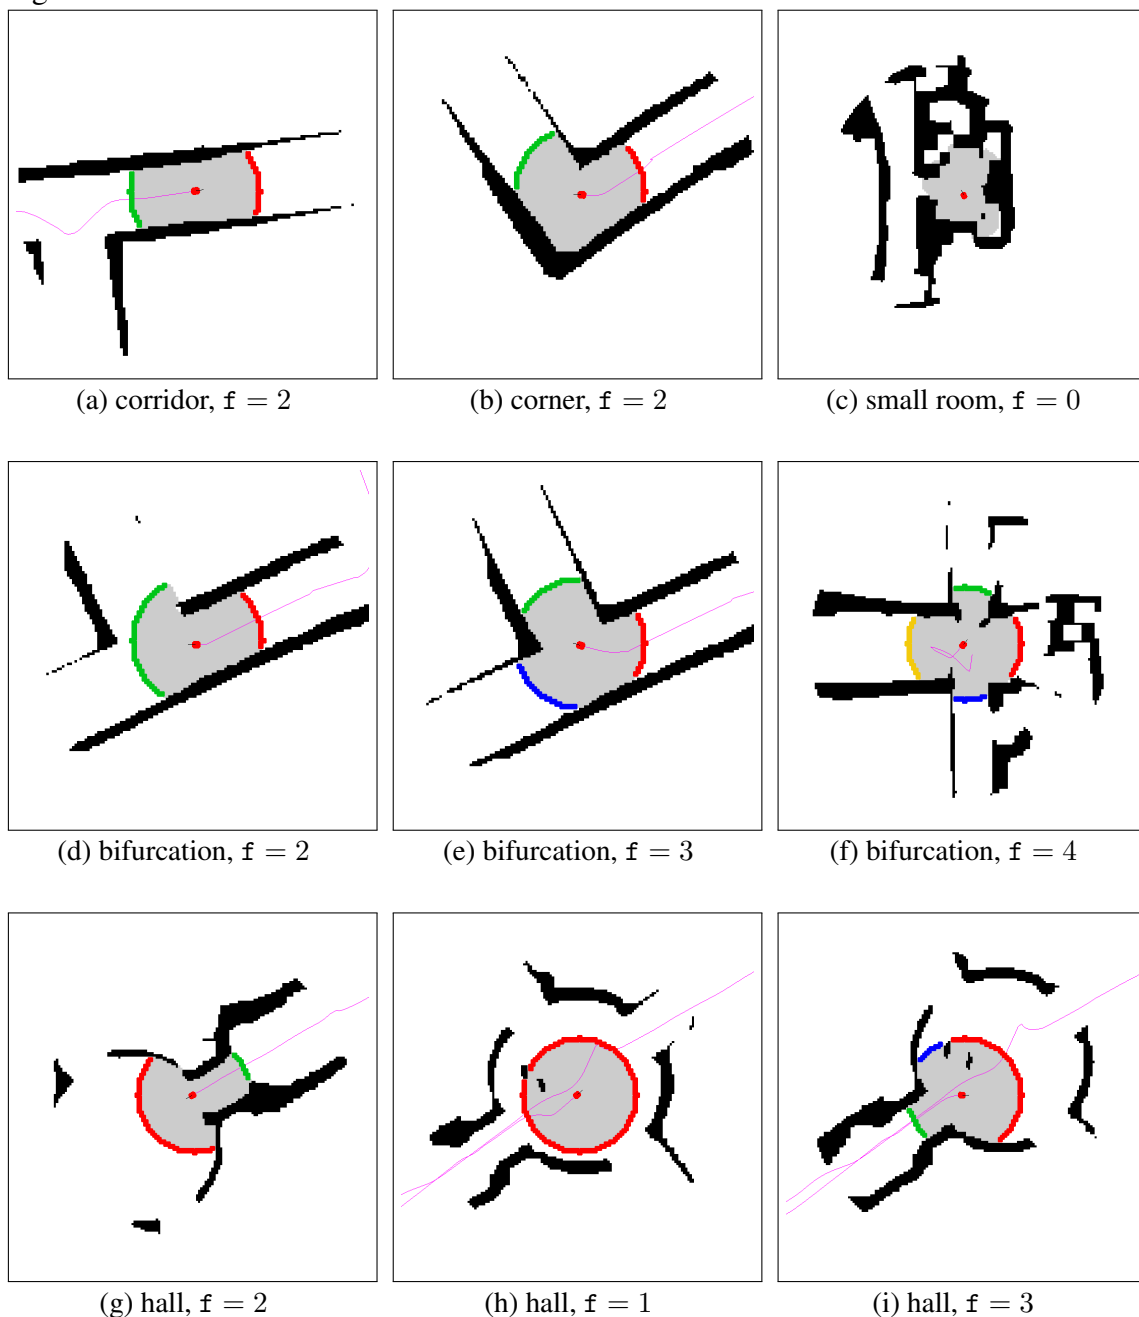 (a) corridor, f = 2
(b) corner, f = 2
(c) small room, f = 0
(d) bifurcation, f = 2
(e) bifurcation, f = 3
(f) bifurcation, f = 4
(g) hall, f = 2
(h) hall, f = 1
(i) hall, f = 3